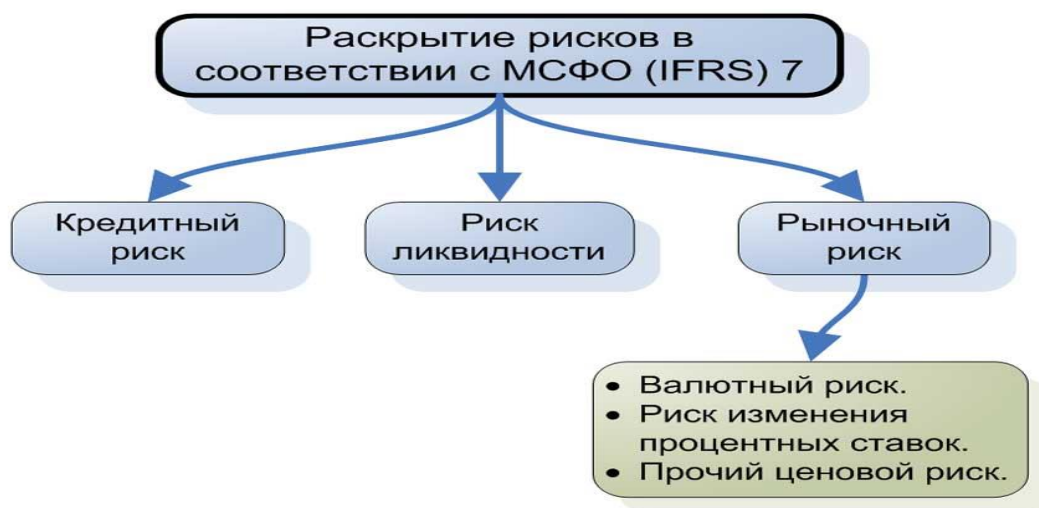 Раскрытие рисков в
соответствии с МСФО (IFRS) 7
Кредитный
риск
Риск
ликвидности
Рыночный
риск
• Валютный риск.
• Риск изменения
процентных ставок.
• Прочий ценовой риск.